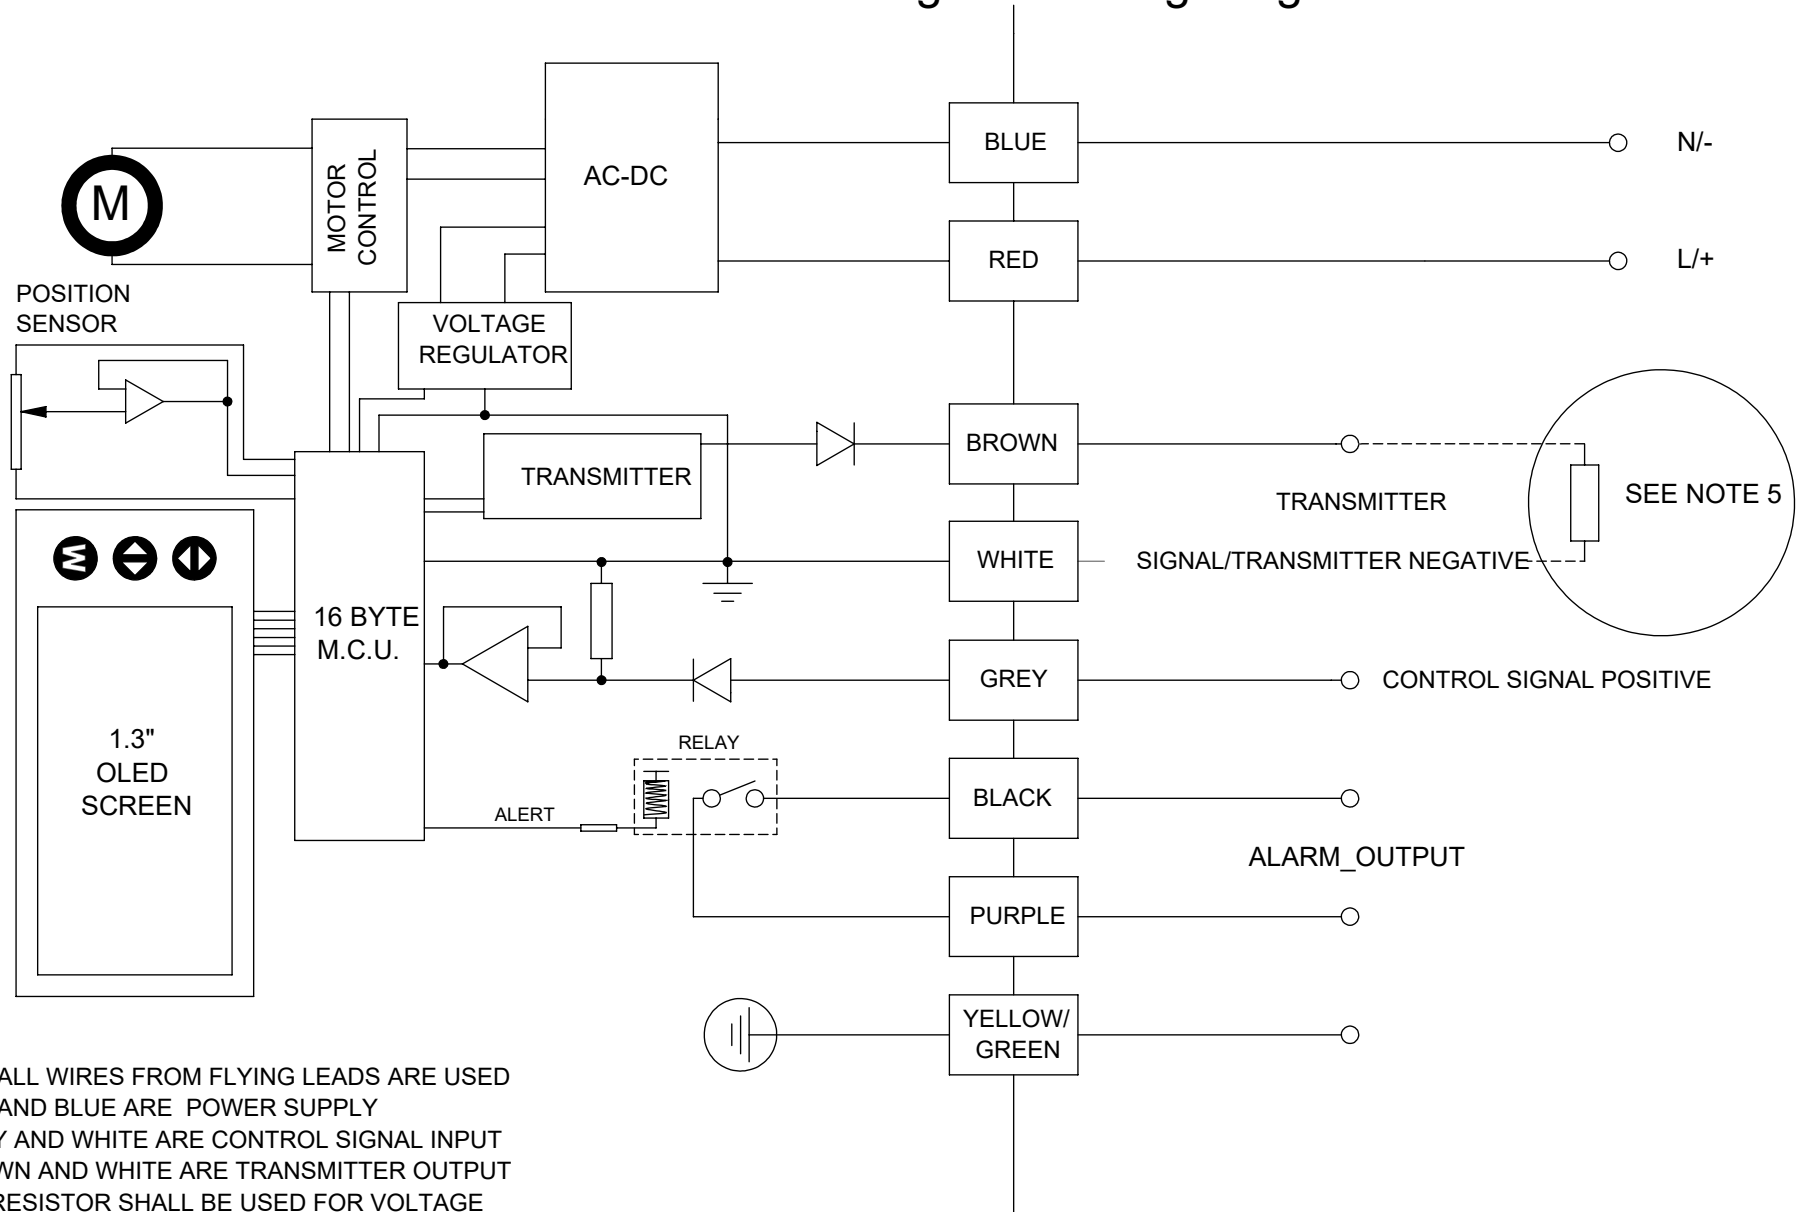 BLUE
N/-
AC-DC
MOTOR
CONTROL
M
RED
L/+
POSITION
SENSOR
VOLTAGE
REGULATOR
BROWN
TRANSMITTER
SEE NOTE 5
TRANSMITTER
WHITE
SIGNAL/TRANSMITTER NEGATIVE
16 BYTE
M.C.U.
GREY
CONTROL SIGNAL POSITIVE
1.3"
OLED
SCREEN
RELAY
ALERT
BLACK
ALARM_OUTPUT
PURPLE
YELLOW/
GREEN
ALL WIRES FROM FLYING LEADS ARE USED
AND BLUE ARE POWER SUPPLY
Y AND WHITE ARE CONTROL SIGNAL INPUT
WN AND WHITE ARE TRANSMITTER OUTPUT
RESISTOR SHALL BE USED FOR VOLTAGE